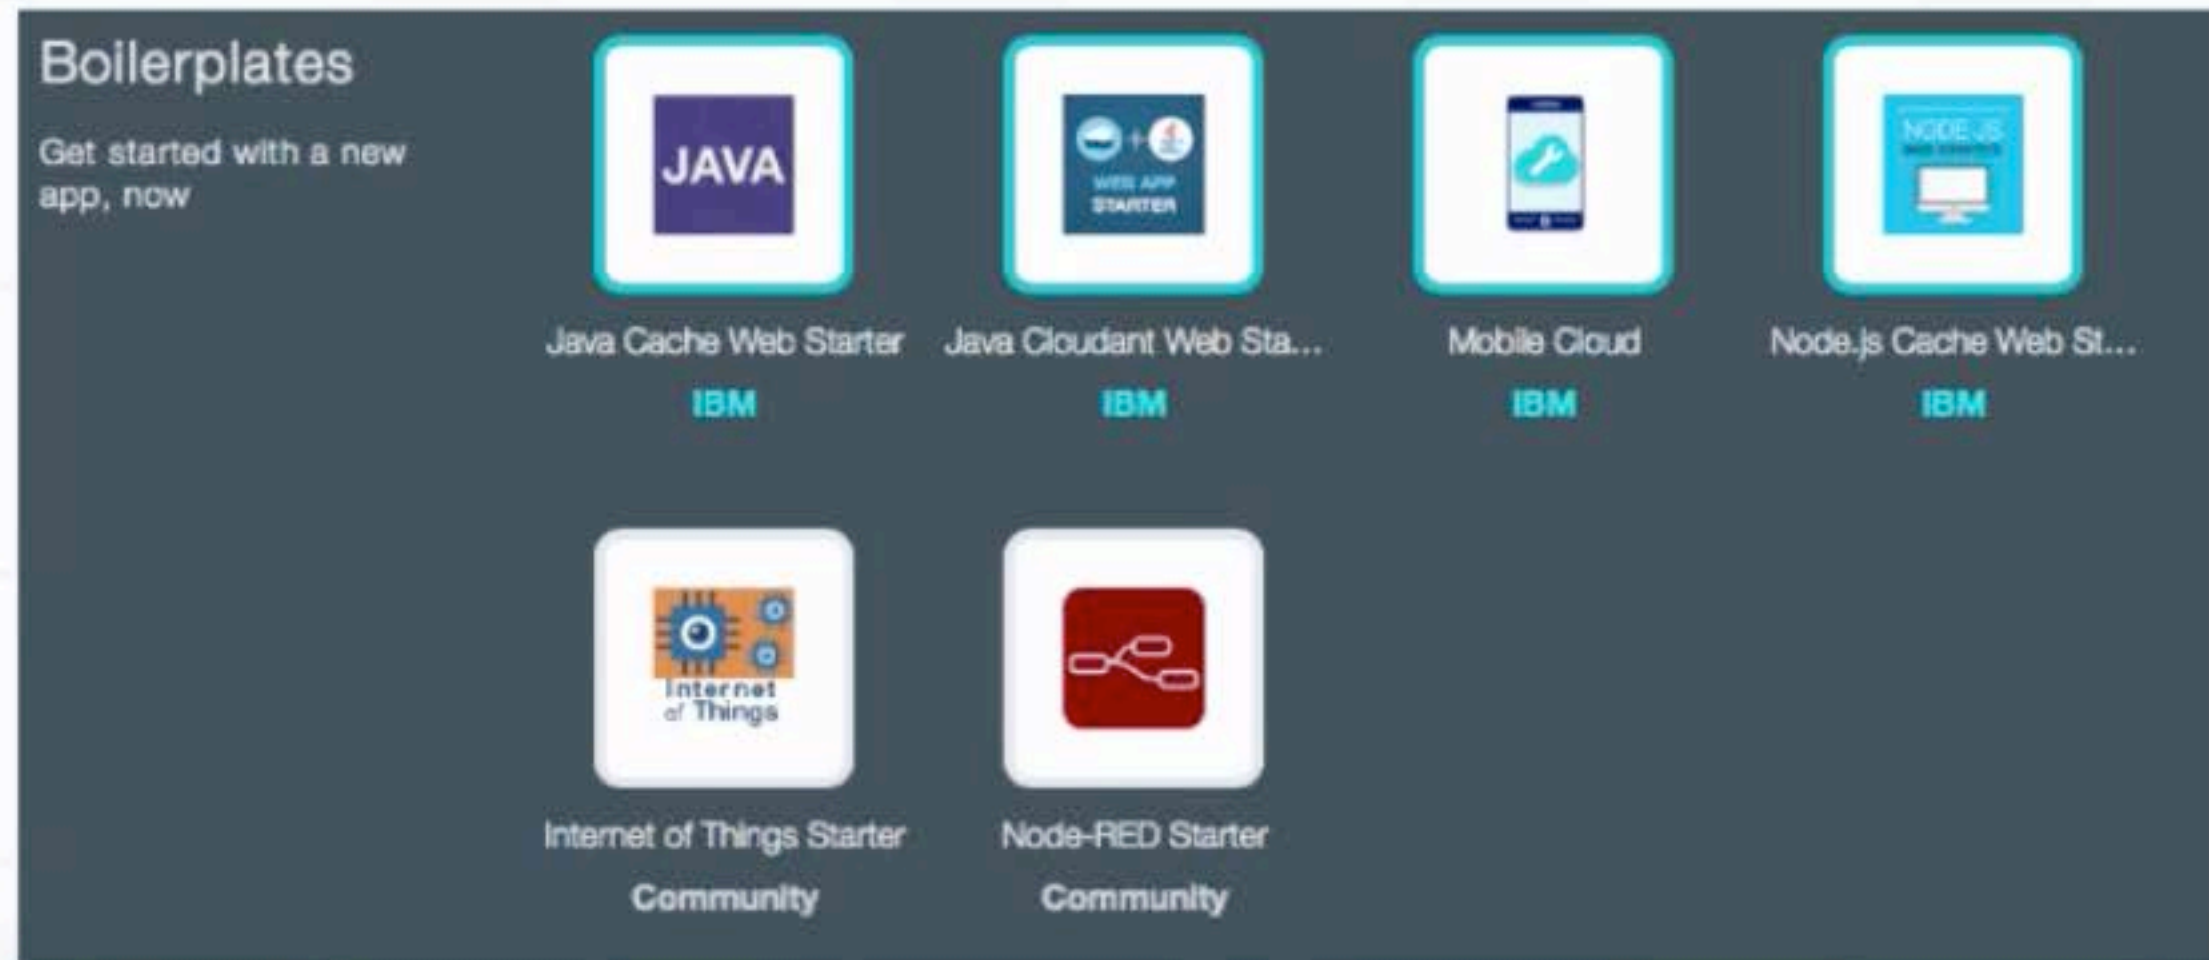 Boilerplates
Get started with a new
app, now
JAVA
WEB APP
STARTER
NODE JS
Java Cache Web Starter
Java Cloudant Web Sta...
Mobile Cloud
Node.js Cache Web St...
IBM
IBM
IBM
IBM
Internet
of Things
Internet of Things Starter
Node-RED Starter
Community
Community